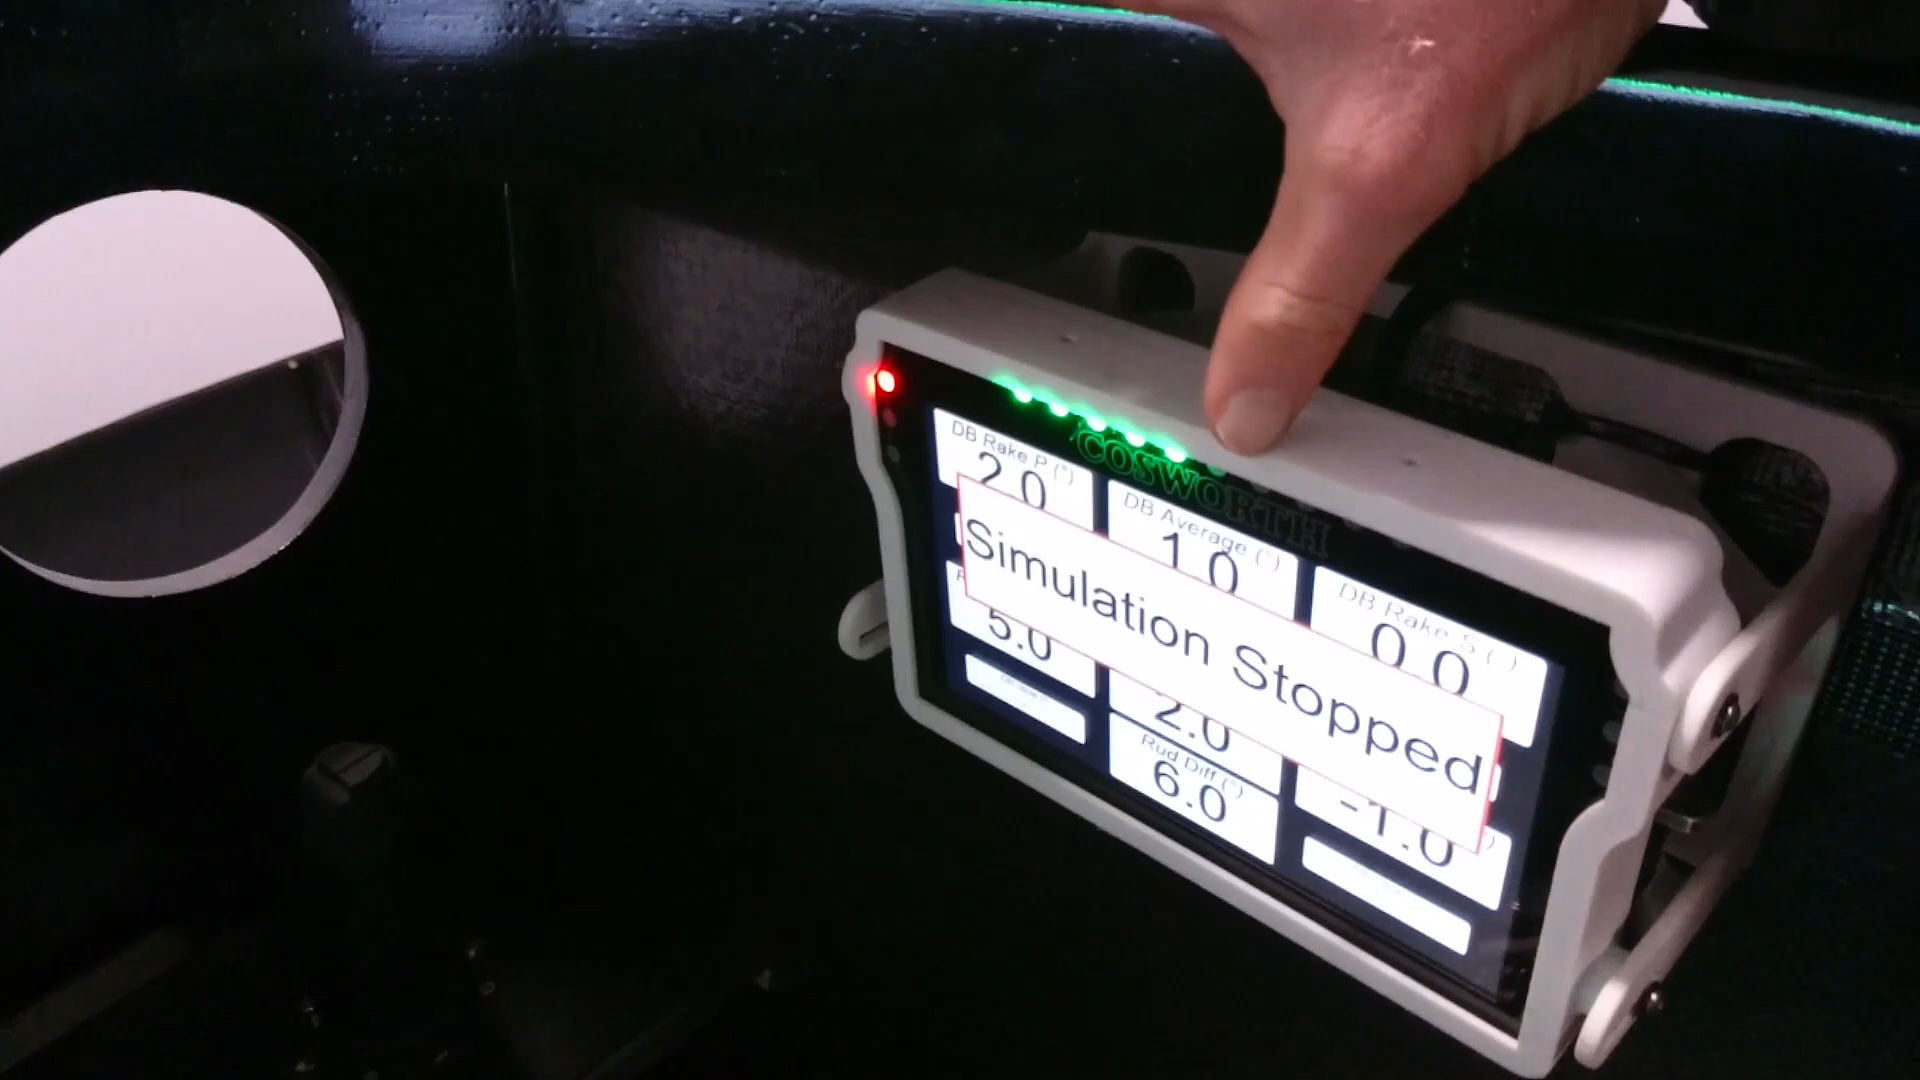 COSWORTH
DB Rake P (°)
2.0
DB Average (°)
1.0
DB Rake S (°)
0.0
Simulation Stopped
5.0
2.0
-1.0
Rud Diff (°)
6.0